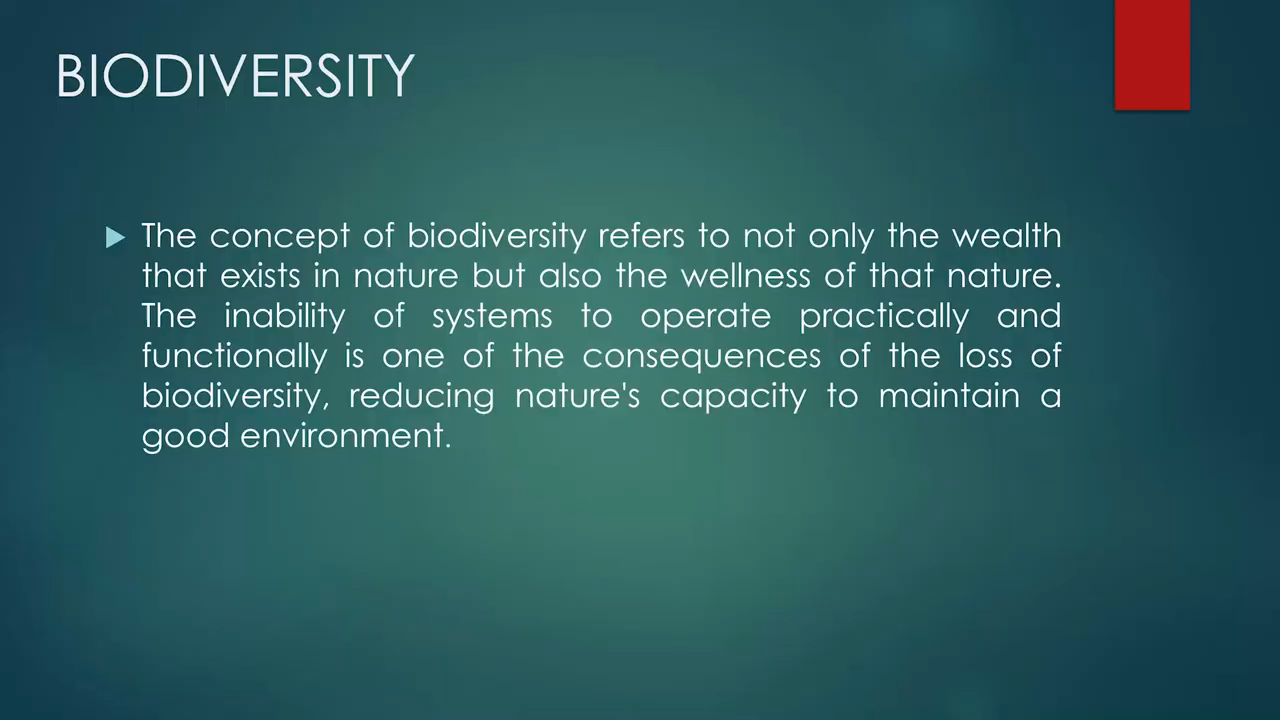 BIODIVERSITY
The concept of biodiversity refers to not only the wealth
that exists in nature but also the wellness of that nature.
The inability of systems to operate practically and
functionally is one of the consequences of the loss of
biodiversity, reducing nature's capacity to maintain a
good environment.